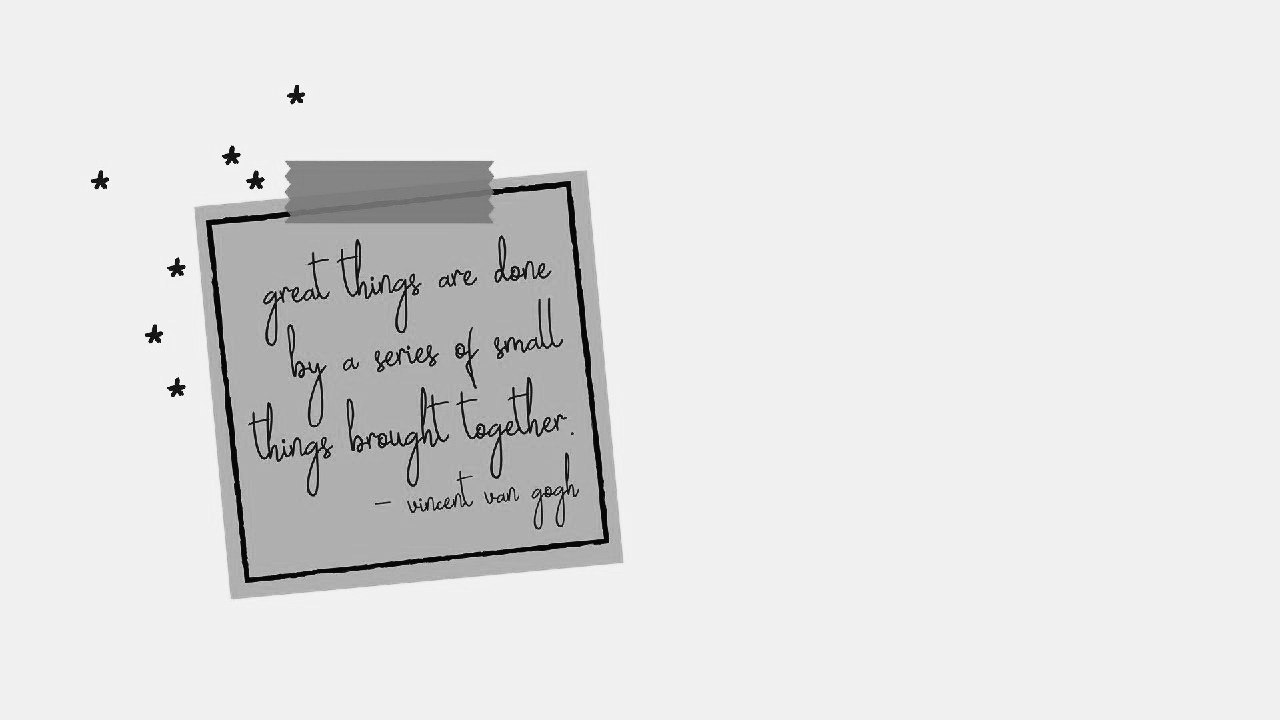 great things are done
by a series of small
things brought together.
– vincent van gogh